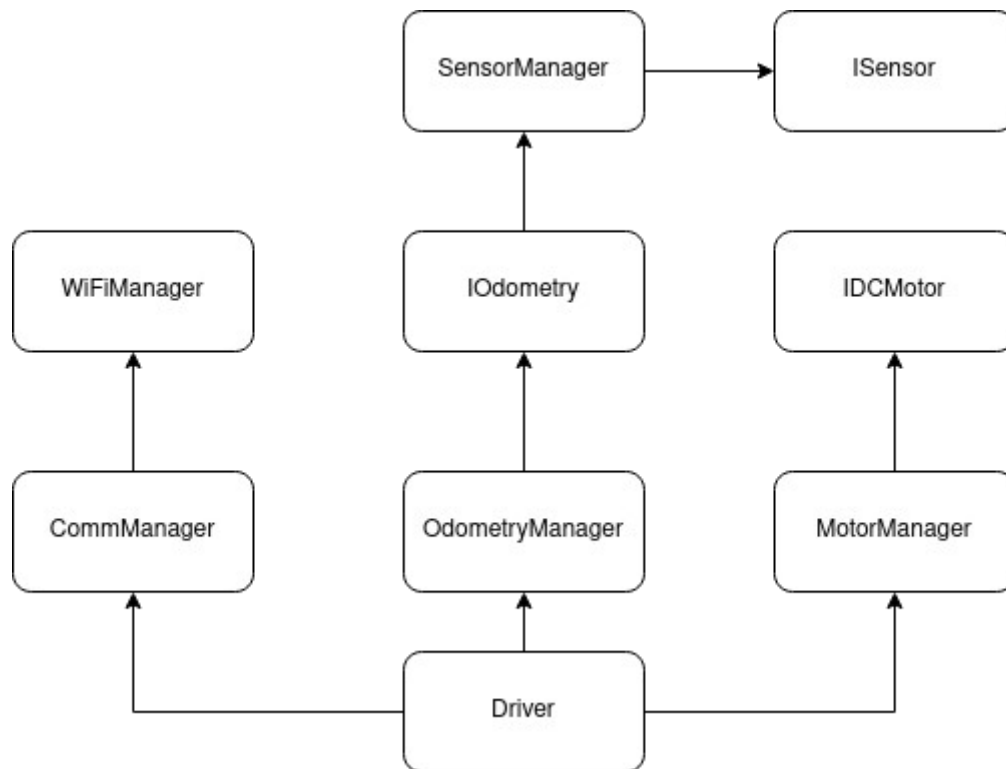 SensorManager
ISensor
WiFiManager
IOdometry
IDCMotor
CommManager
OdometryManager
MotorManager
Driver